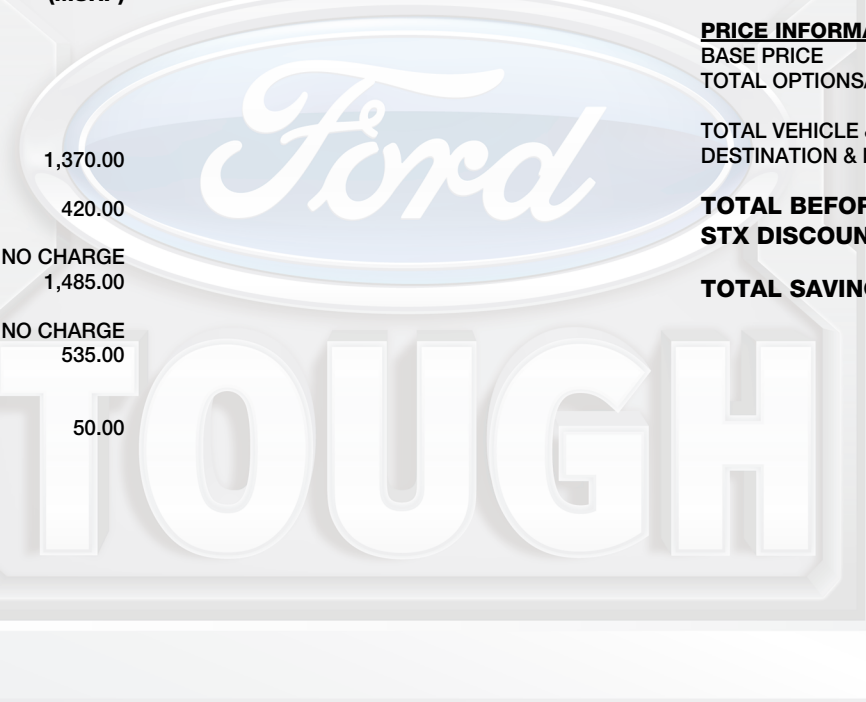 (MSRP)
1,370.00
420.00
NO CHARGE
1,485.00
NO CHARGE
535.00
50.00
PRICE INFORMA
BASE PRICE
TOTAL OPTIONS
TOTAL VEHICLE
DESTINATION &
TOTAL BEFOR
STX DISCOUN
TOTAL SAVIN
Ford
TOUGH